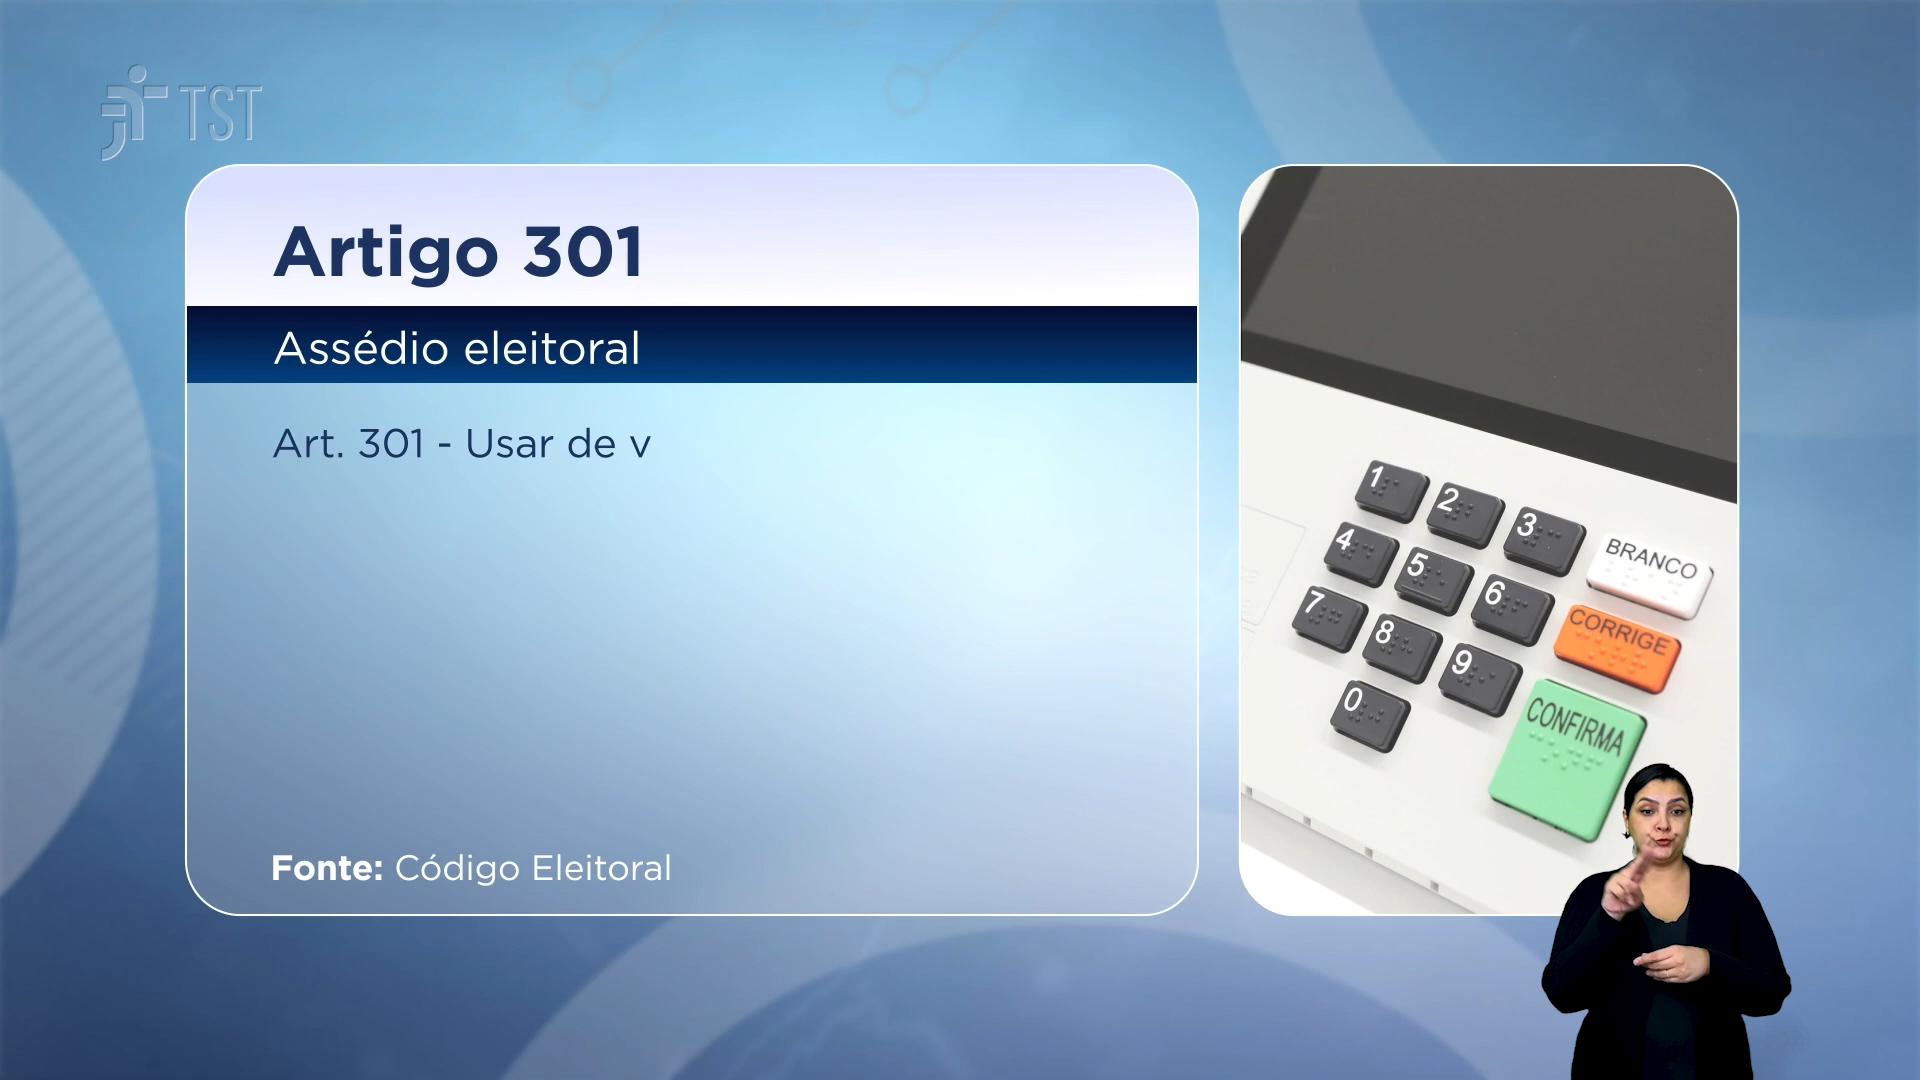 TST
Artigo 301
Assédio eleitoral
Art. 301 - Usar de v
Fonte: Código Eleitoral
1
2
3
BRANCO
4
5
6
CORRIGE
7
8
9
CONFIRMA
0